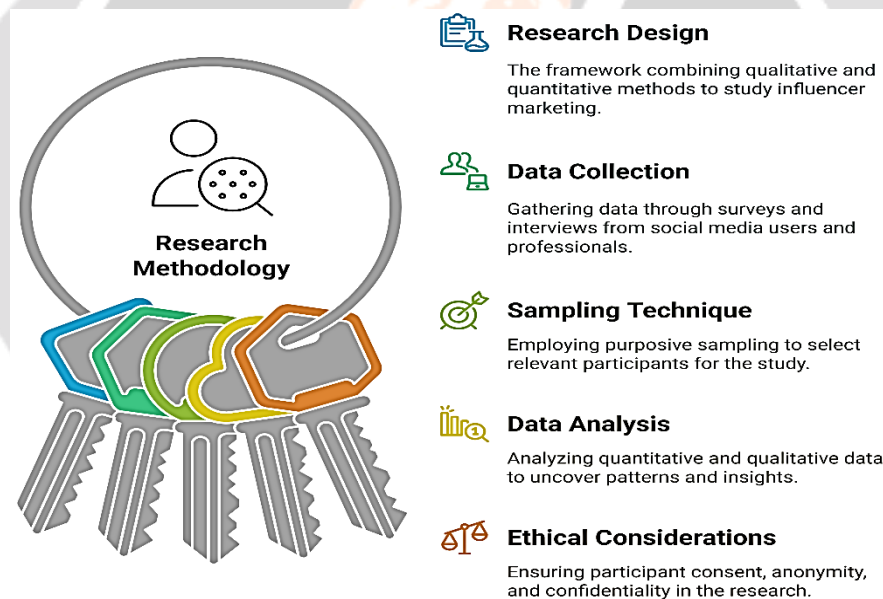 Research
Methodology
Research Design
The framework combining qualitative and
quantitative methods to study influencer
marketing.
Data Collection
Gathering data through surveys and
interviews from social media users and
professionals.
Sampling Technique
Employing purposive sampling to select
relevant participants for the study.
1
Data Analysis
Analyzing quantitative and qualitative data
to uncover patterns and insights.
Ethical Considerations
Ensuring participant consent, anonymity,
and confidentiality in the research.